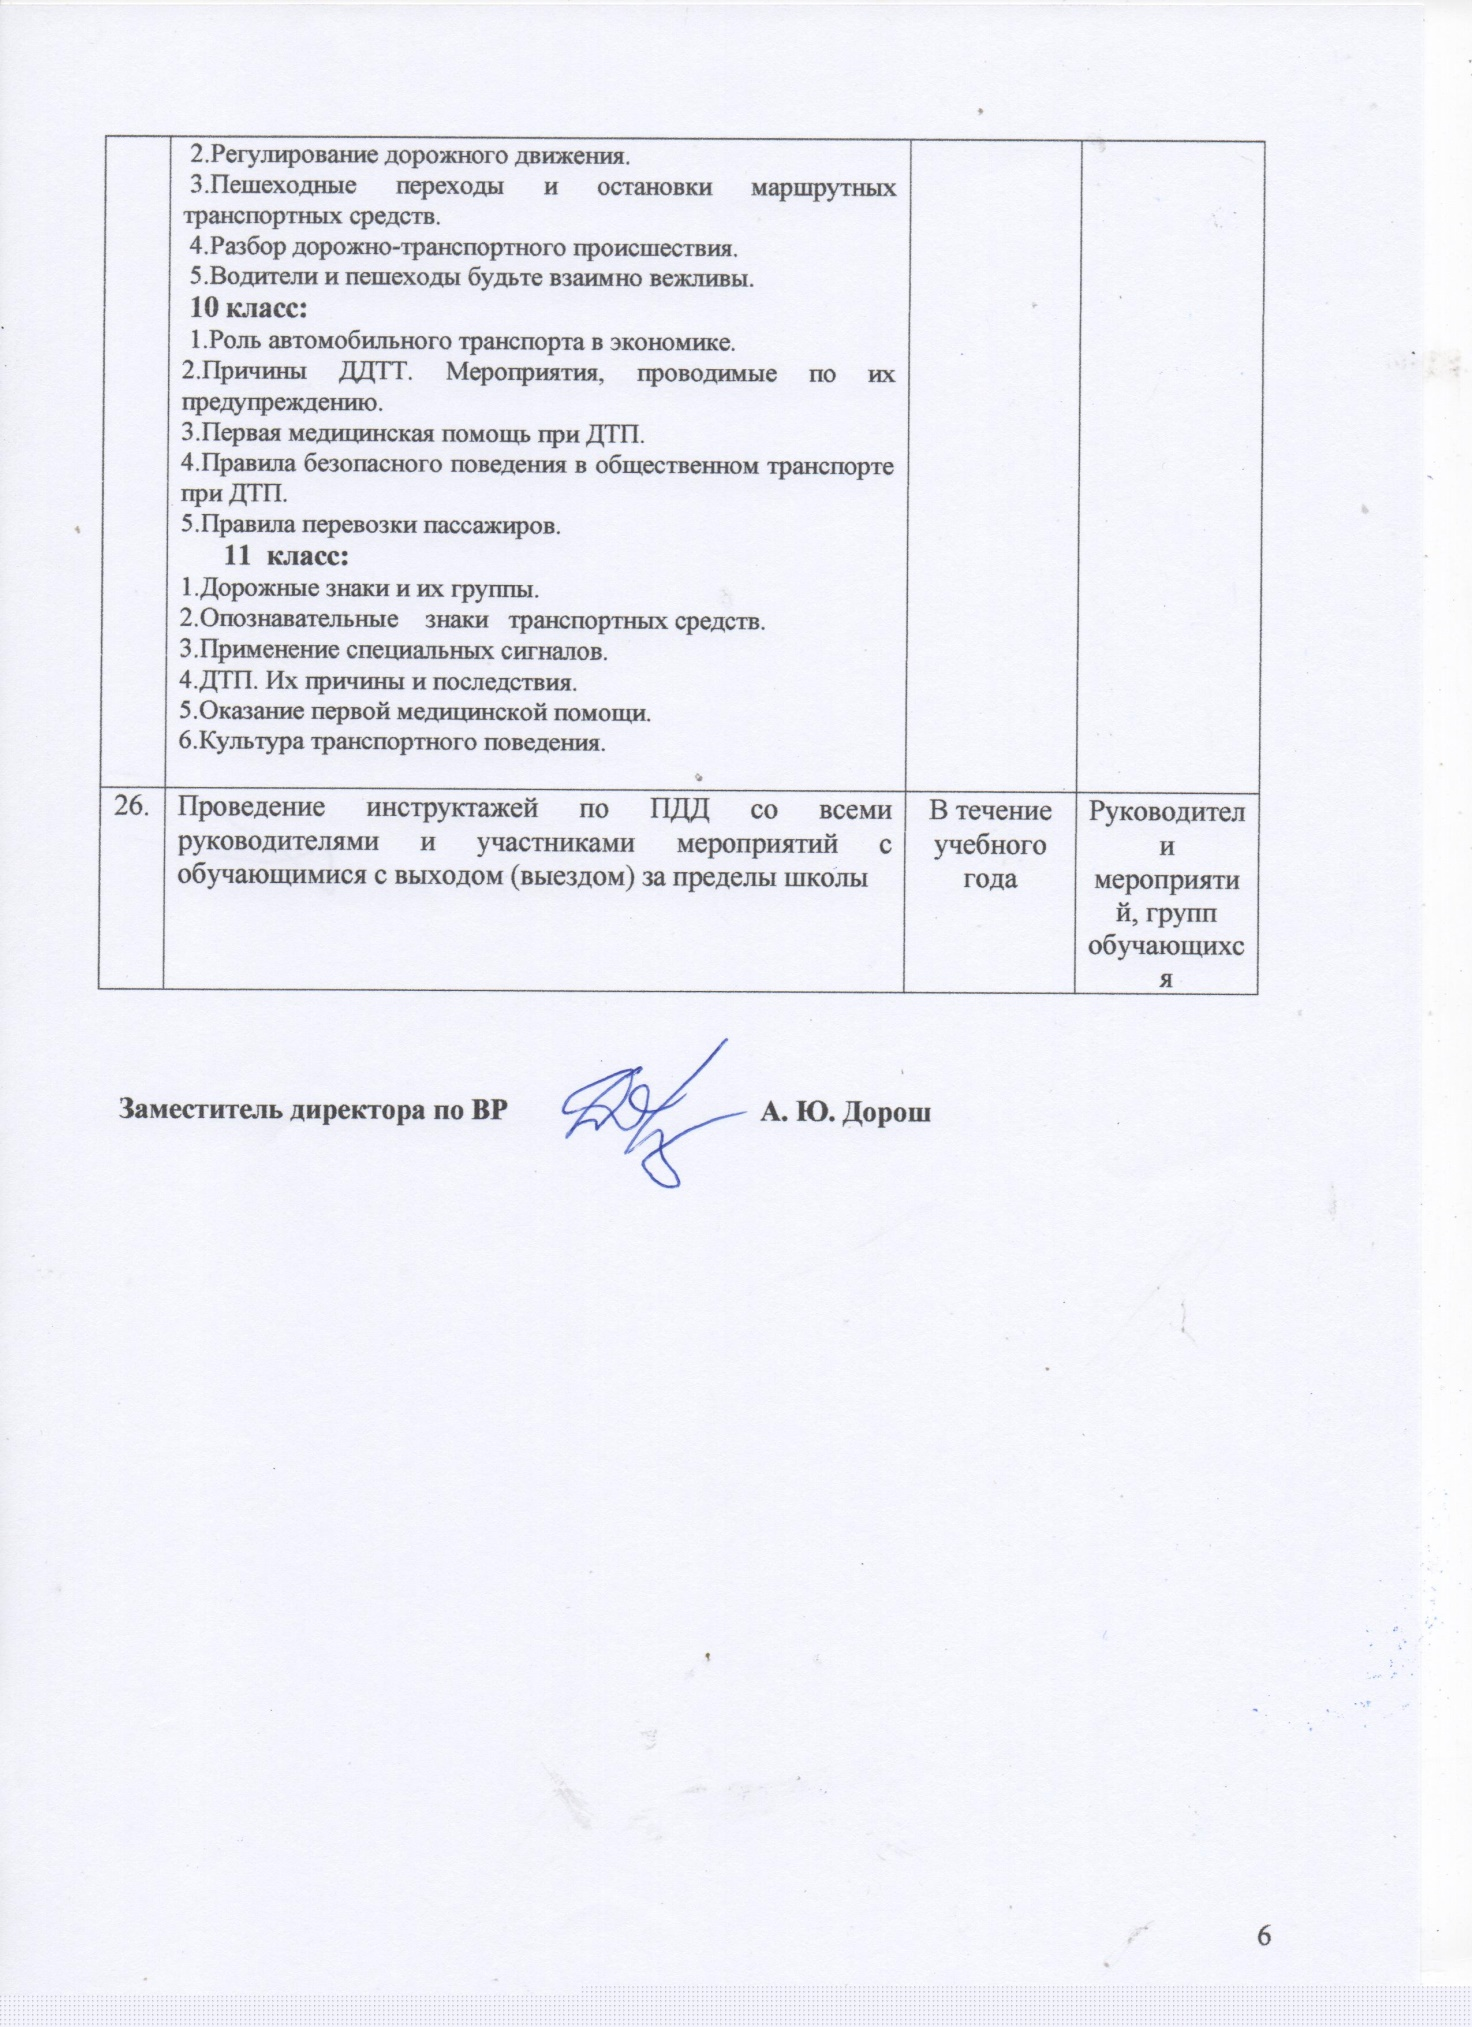 2.Регулирование дорожного движения.
3.Пешеходные переходы и остановки маршрутных
транспортных средств.
4.Разбор дорожно-транспортного происшествия.
5.Водители и пешеходы будьте взаимно вежливы.
10 класс:
1.Роль автомобильного транспорта в экономике.
2.Причины ДДТТ. Мероприятия, проводимые по их
предупреждению.
3.Первая медицинская помощь при ДТП.
4.Правила безопасного поведения в общественном транспорте
при ДТП.
5.Правила перевозки пассажиров.
11 класс:
1.Дорожные знаки и их группы.
2.Опознавательные знаки транспортных средств.
3.Применение специальных сигналов.
4.ДТП. Их причины и последствия.
5.Оказание первой медицинской помощи.
6.Культура транспортного поведения.
26.
Проведение инструктажей по ПДД со всеми
руководителями и участниками мероприятий с
обучающимися с выходом (выездом) за пределы школы
В течение
учебного
года
Руководител
и
мероприяти
й, групп
обучающихс
я
Заместитель директора по ВР
А. Ю. Дорош
6